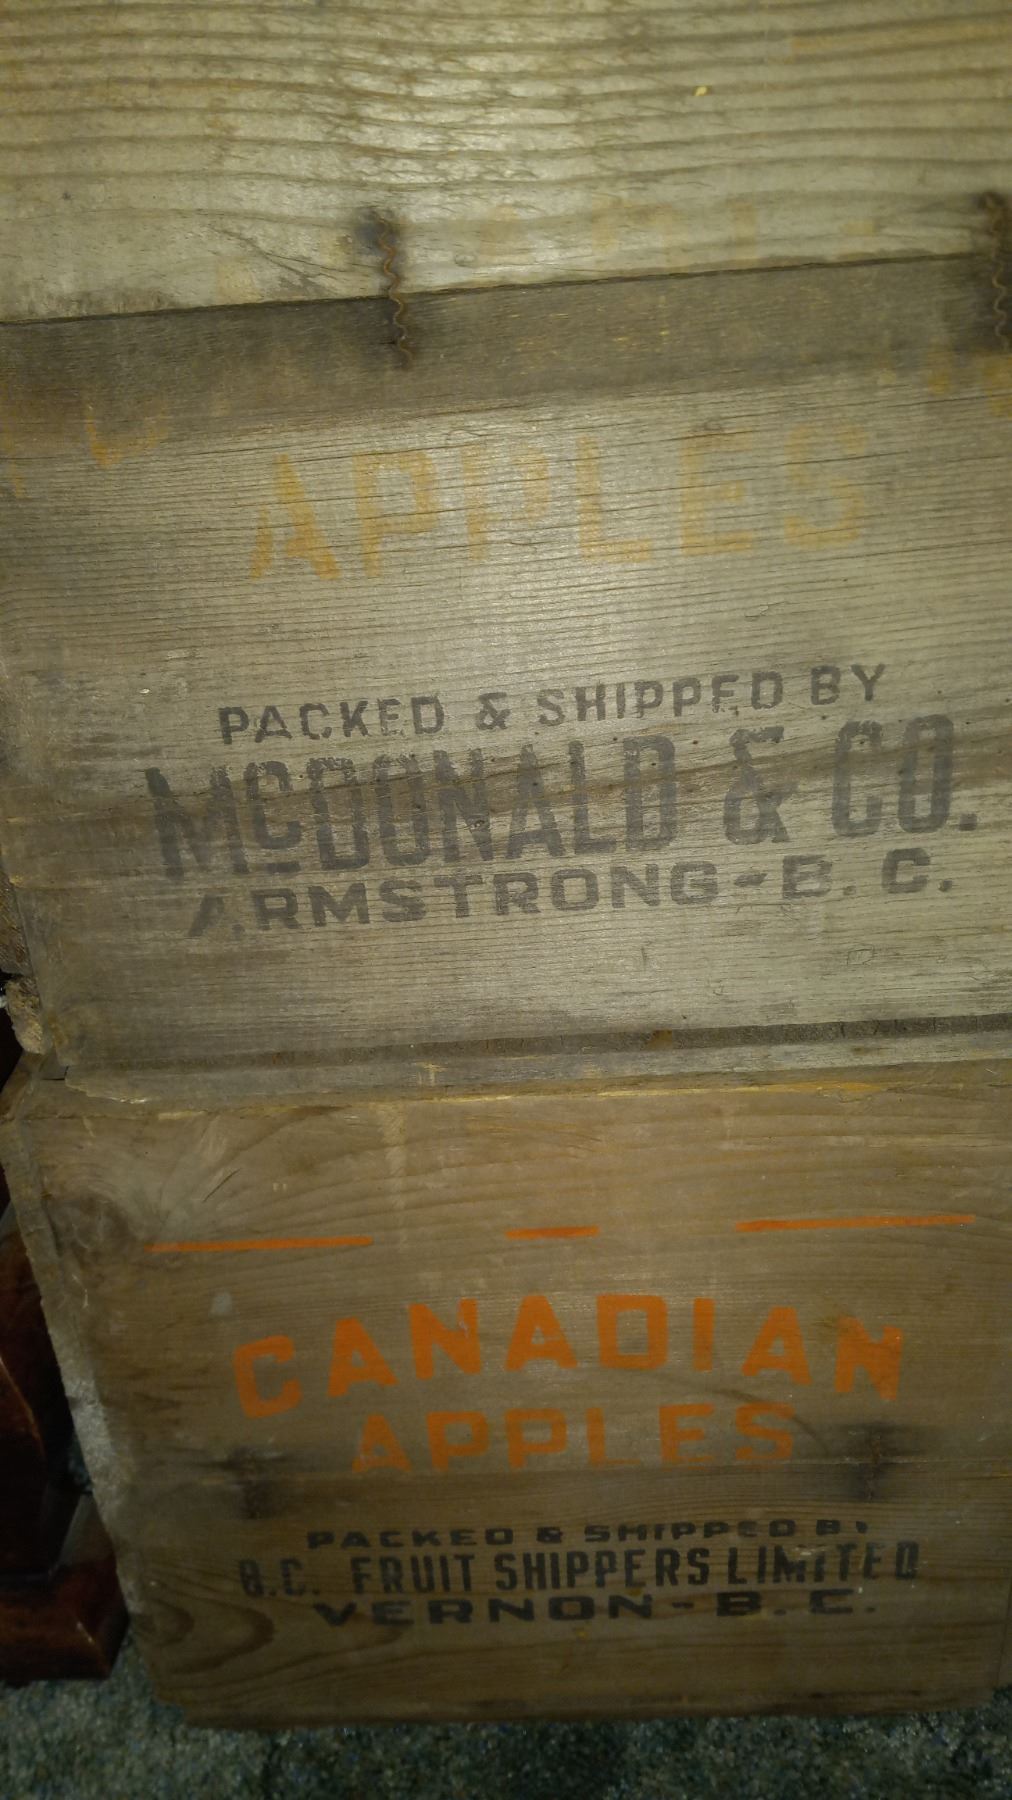 APPLES
PACKED & SHIPPED BY
McDONALD & CO.
ARMSTRONG - B. C.
CANADIAN
APPLES
PACKED & SHIPPED BY
B.C. FRUIT SHIPPERS LIMITED
VERNON - B. C.